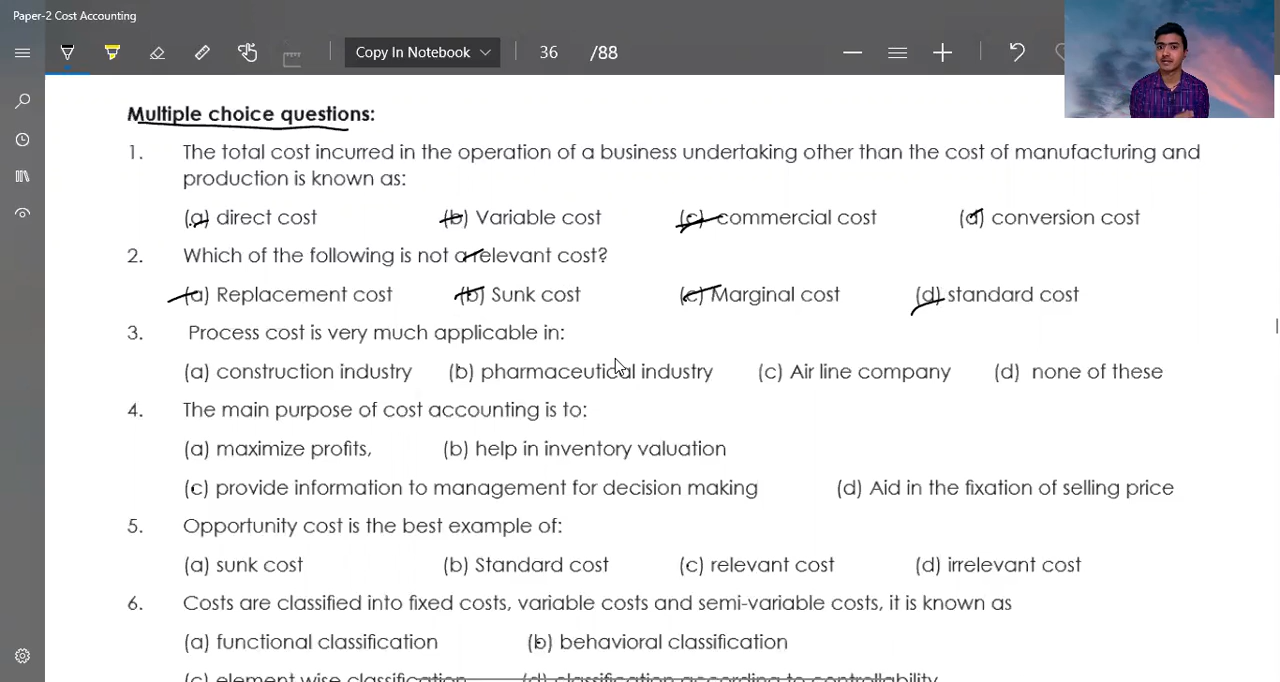 Paper-2 Cost Accounting
Copy In Notebook 36 /88
Multiple choice questions:
1. The total cost incurred in the operation of a business undertaking other than the cost of manufacturing and
production is known as:
(a) direct cost (b) Variable cost (c) commercial cost (d) conversion cost
2. Which of the following is not a relevant cost?
(a) Replacement cost (b) Sunk cost (c) Marginal cost (d) standard cost
3. Process cost is very much applicable in:
(a) construction industry (b) pharmaceutical industry (c) Air line company (d) none of these
4. The main purpose of cost accounting is to:
(a) maximize profits, (b) help in inventory valuation
(c) provide information to management for decision making (d) Aid in the fixation of selling price
5. Opportunity cost is the best example of:
(a) sunk cost (b) Standard cost (c) relevant cost (d) irrelevant cost
6. Costs are classified into fixed costs, variable costs and semi-variable costs, it is known as
(a) functional classification (b) behavioral classification
(c) element wise classification (d) classification according to controllability